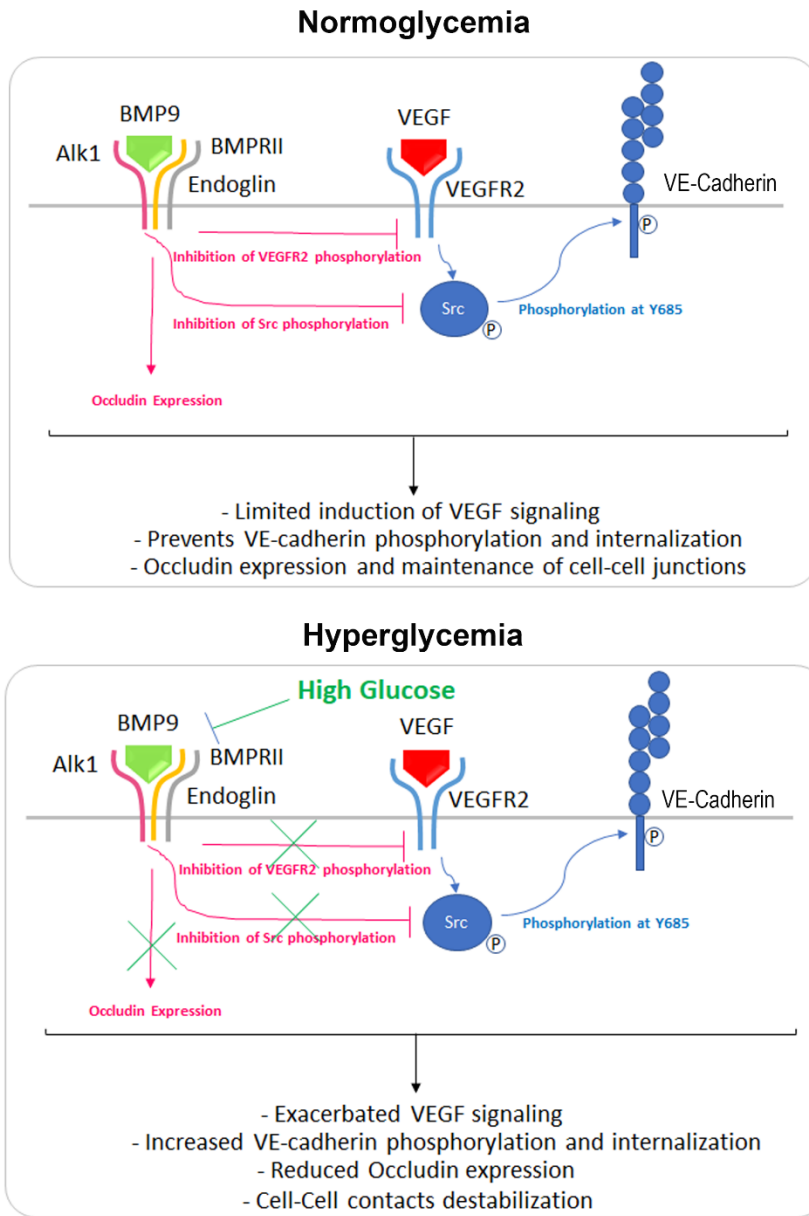 Normoglycemia
BMP9
VEGF
Alk1
BMPRII
Endoglin
VEGFR2
VE-Cadherin
P
Inhibition of VEGFR2 phosphorylation
Src
P
Inhibition of Src phosphorylation
Phosphorylation at Y685
Occludin Expression
- Limited induction of VEGF signaling
- Prevents VE-cadherin phosphorylation and internalization
- Occludin expression and maintenance of cell-cell junctions
Hyperglycemia
High Glucose
BMP9
VEGF
Alk1
BMPRII
Endoglin
VEGFR2
VE-Cadherin
P
Inhibition of VEGFR2 phosphorylation
Src
P
Inhibition of Src phosphorylation
Phosphorylation at Y685
Occludin Expression
- Exacerbated VEGF signaling
- Increased VE-cadherin phosphorylation and internalization
- Reduced Occludin expression
- Cell-Cell contacts destabilization